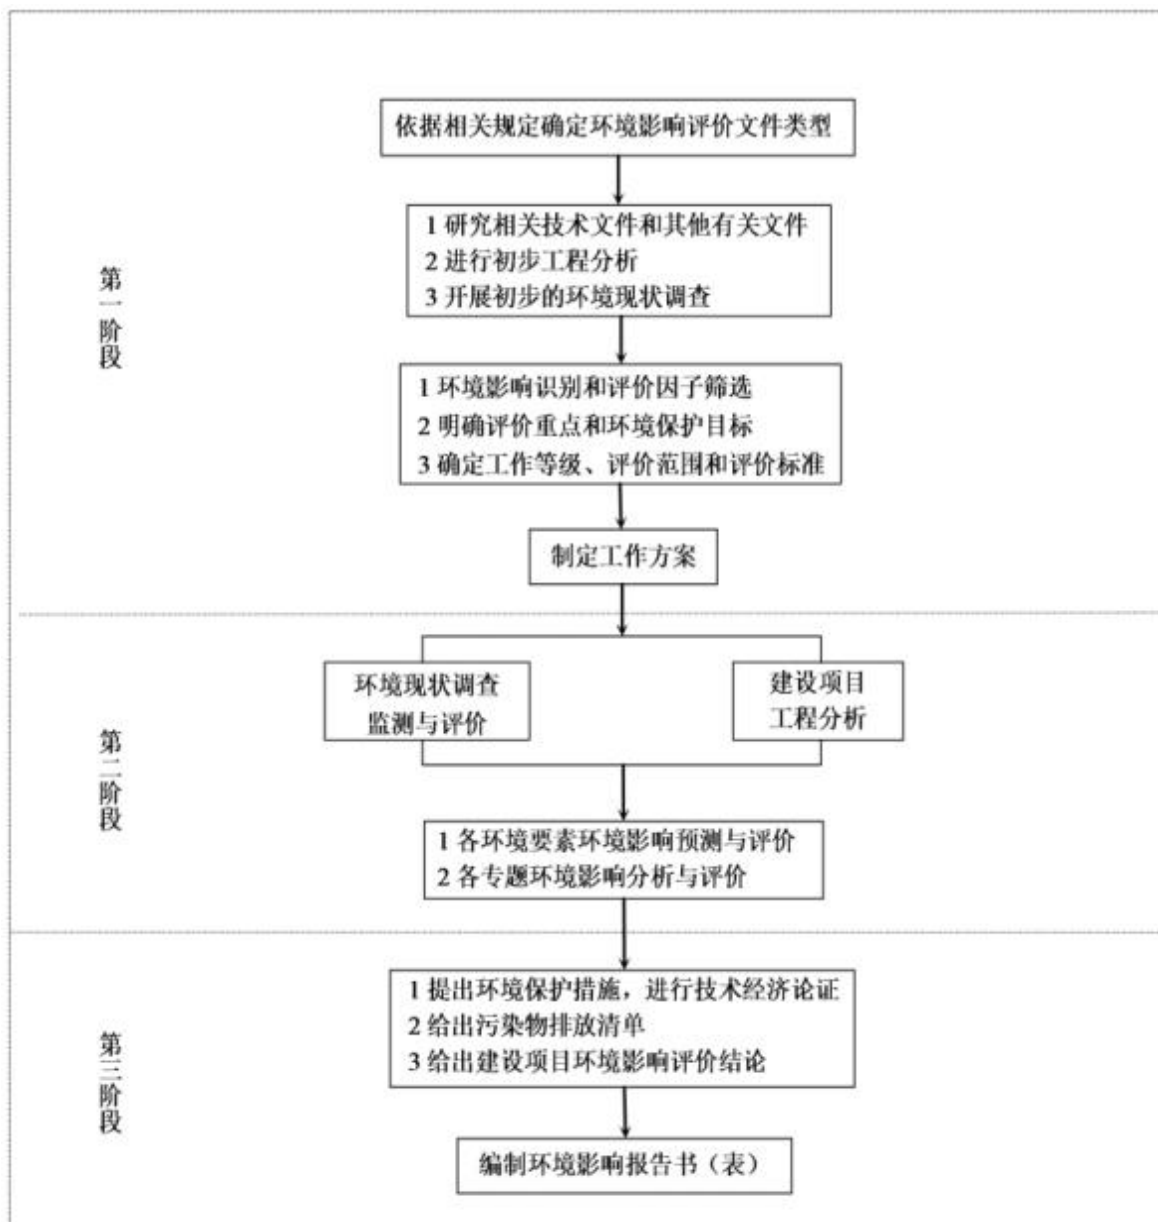 依据相关规定确定环境影响评价文件类型
1 研究相关技术文件和其他有关文件
2 进行初步工程分析
3 开展初步的环境现状调查
第一阶段
1 环境影响识别和评价因子筛选
2 明确评价重点和环境保护目标
3 确定工作等级、评价范围和评价标准
制定工作方案
环境现状调查
监测与评价
建设项目
工程分析
第二阶段
1 各环境要素环境影响预测与评价
2 各专题环境影响分析与评价
1 提出环境保护措施，进行技术经济论证
2 给出污染物排放清单
3 给出建设项目环境影响评价结论
第三阶段
编制环境影响报告书（表）